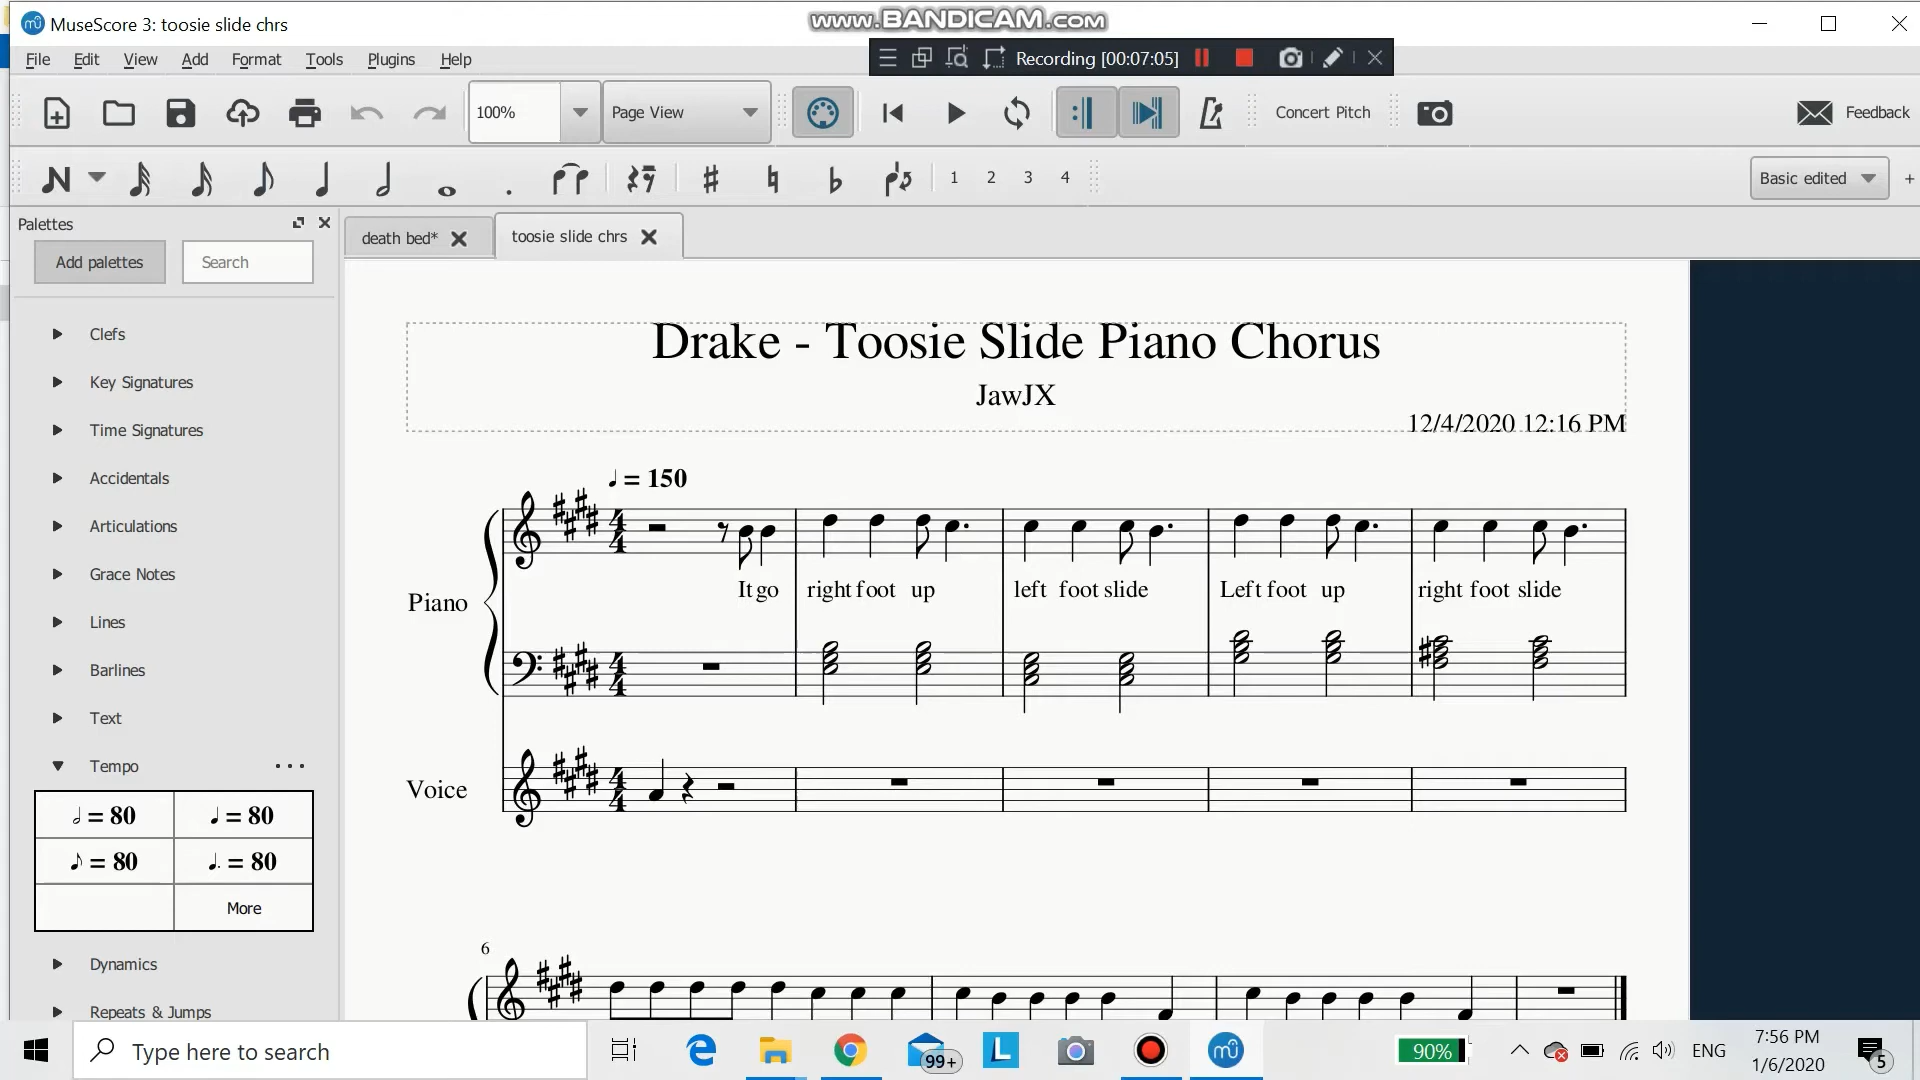 www.BANDICAM.com
MuseScore 3: toosie slide chrs
File Edit View Add Format Tools Plugins Help
Recording [00:07:05]
100% Page View Concert Pitch Feedback
1 2 3 4 Basic edited +
Palettes
Add palettes Search
death bed* toosie slide chrs
Clefs
Key Signatures
Time Signatures
Accidentals
Articulations
Grace Notes
Lines
Barlines
Text
Tempo ...
= 80 = 80
= 80 = 80
More
Dynamics
Repeats & Jumps
Drake - Toosie Slide Piano Chorus
JawJX
12/4/2020 12:16 PM
= 150
It go right foot up left foot slide Left foot up right foot slide
Piano
Voice
6
Type here to search
99+
L
90%
ENG
7:56 PM
1/6/2020
5